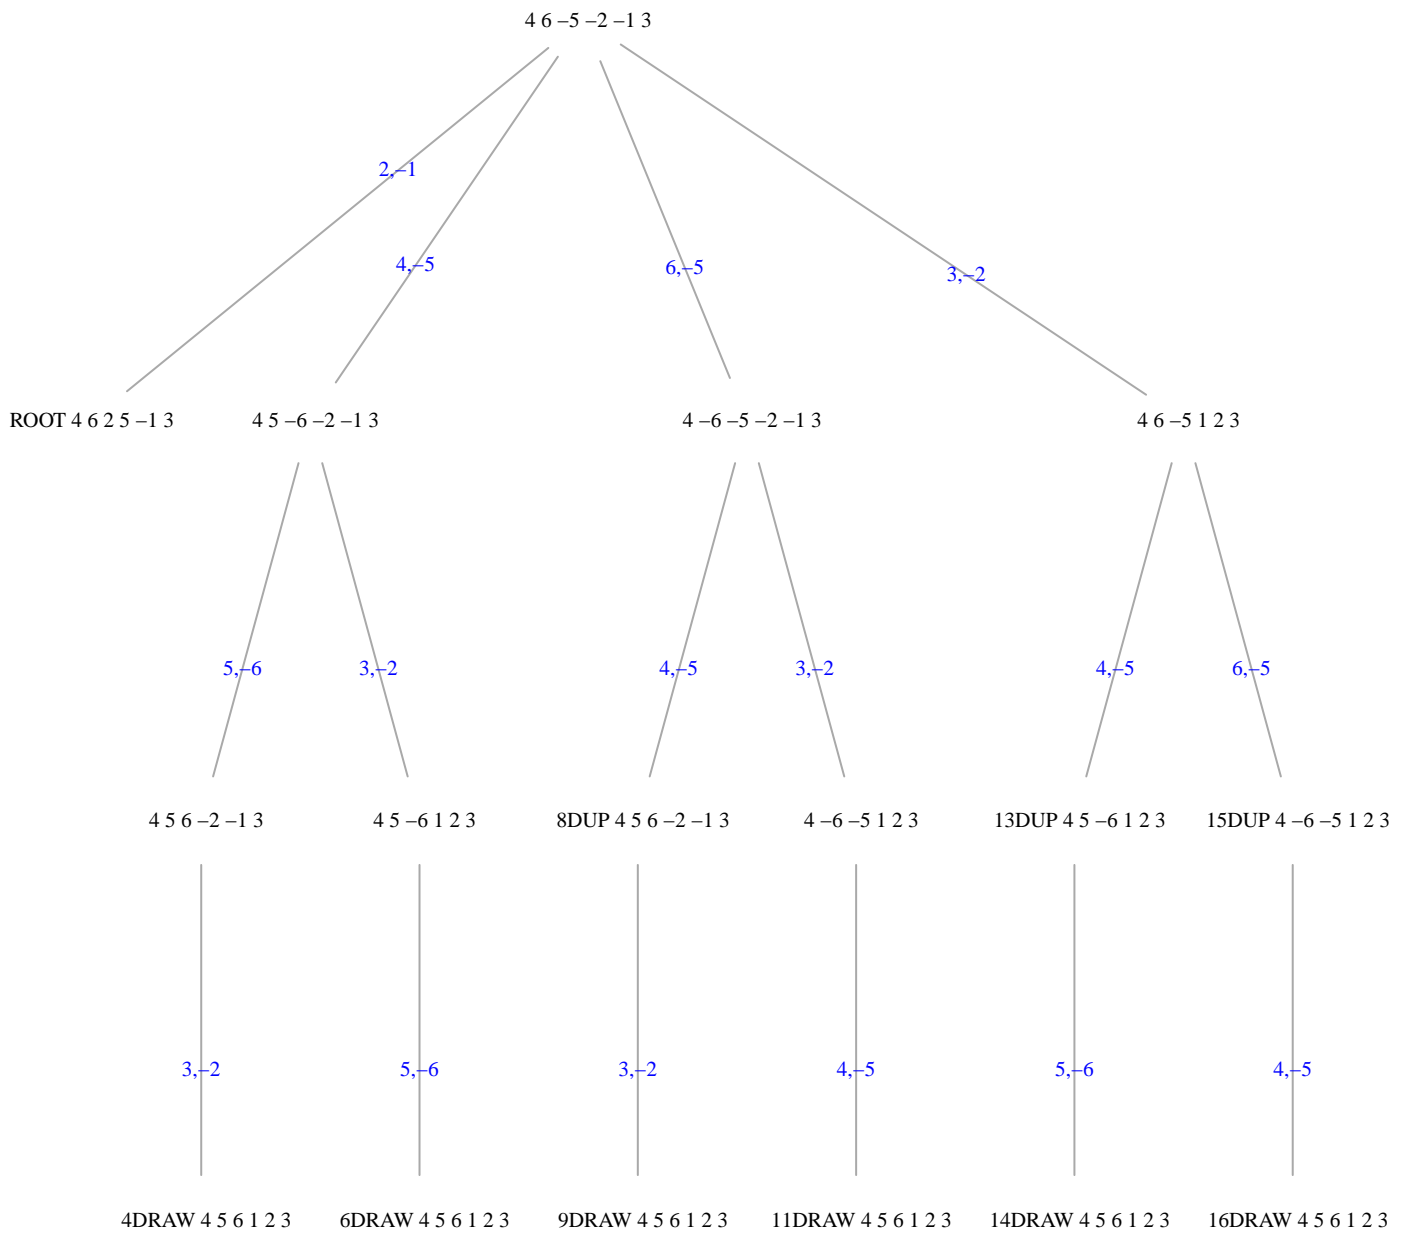 4 6 –5 –2 –1 3
2,–1
4,–5
6,–5
3,–2
ROOT 4 6 2 5 –1 3
4 5 –6 –2 –1 3
4 –6 –5 –2 –1 3
4 6 –5 1 2 3
5,–6
3,–2
4,–5
3,–2
4,–5
6,–5
4 5 6 –2 –1 3
4 5 –6 1 2 3
8DUP 4 5 6 –2 –1 3
4 –6 –5 1 2 3
13DUP 4 5 –6 1 2 3
15DUP 4 –6 –5 1 2 3
3,–2
5,–6
3,–2
4,–5
5,–6
4,–5
4DRAW 4 5 6 1 2 3
6DRAW 4 5 6 1 2 3
9DRAW 4 5 6 1 2 3
11DRAW 4 5 6 1 2 3
14DRAW 4 5 6 1 2 3
16DRAW 4 5 6 1 2 3